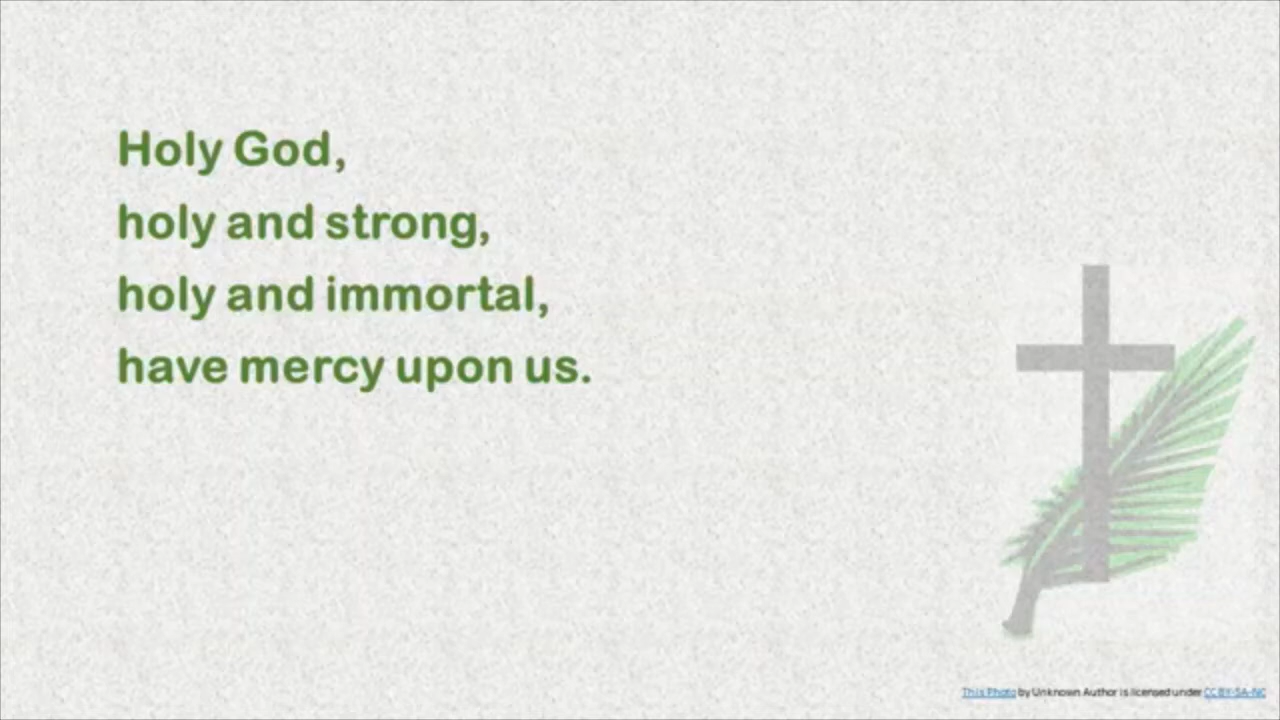 Holy God,
holy and strong,
holy and immortal,
have mercy upon us.
This Photo by Unknown Author is licensed under CC BY-SA-NC